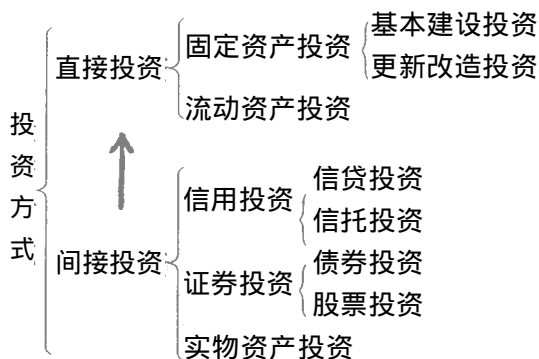 投资方式
直接投资
固定资产投资
基本建设投资
更新改造投资
流动资产投资
间接投资
信用投资
信贷投资
信托投资
证券投资
债券投资
股票投资
实物资产投资